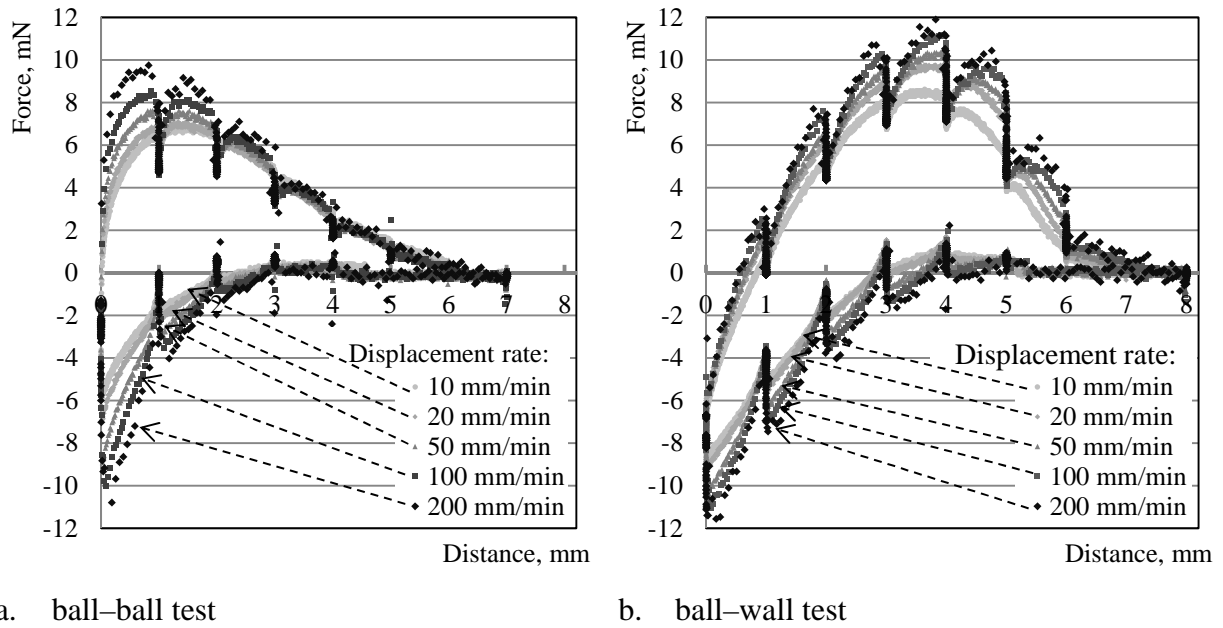 Force, mN
12
10
8
6
4
2
0
-2
-4
-6
-8
-10
-12
0 1 2 3 4 5 6 7 8
Displacement rate:
10 mm/min
20 mm/min
50 mm/min
100 mm/min
200 mm/min
Distance, mm
a. ball–ball test
Force, mN
12
10
8
6
4
2
0
-2
-4
-6
-8
-10
-12
0 1 2 3 4 5 6 7 8
Displacement rate:
10 mm/min
20 mm/min
50 mm/min
100 mm/min
200 mm/min
Distance, mm
b. ball–wall test